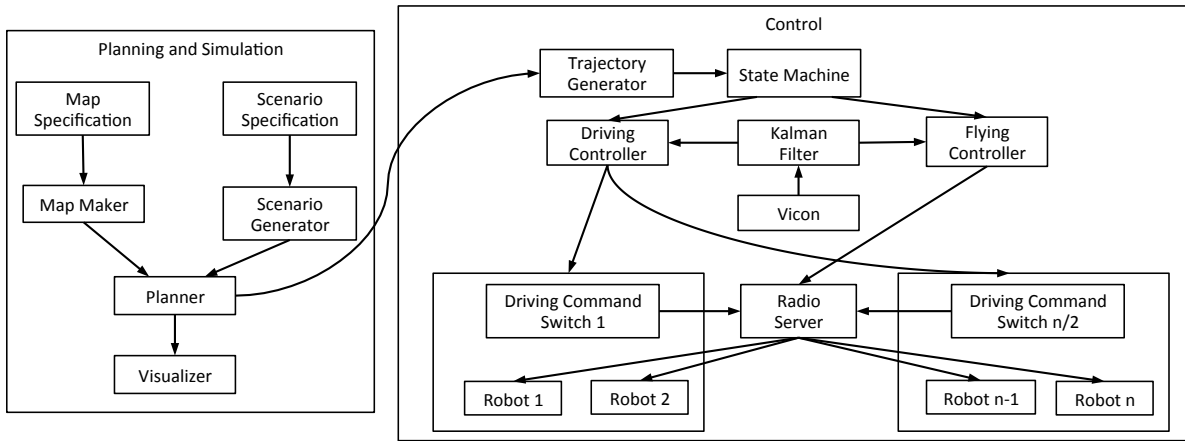 Planning and Simulation
Map
Specification
Scenario
Specification
Map Maker
Scenario
Generator
Planner
Visualizer
Control
Trajectory
Generator
State Machine
Driving
Controller
Kalman
Filter
Flying
Controller
Vicon
Driving Command
Switch 1
Radio
Server
Driving Command
Switch n/2
Robot 1
Robot 2
Robot n-1
Robot n